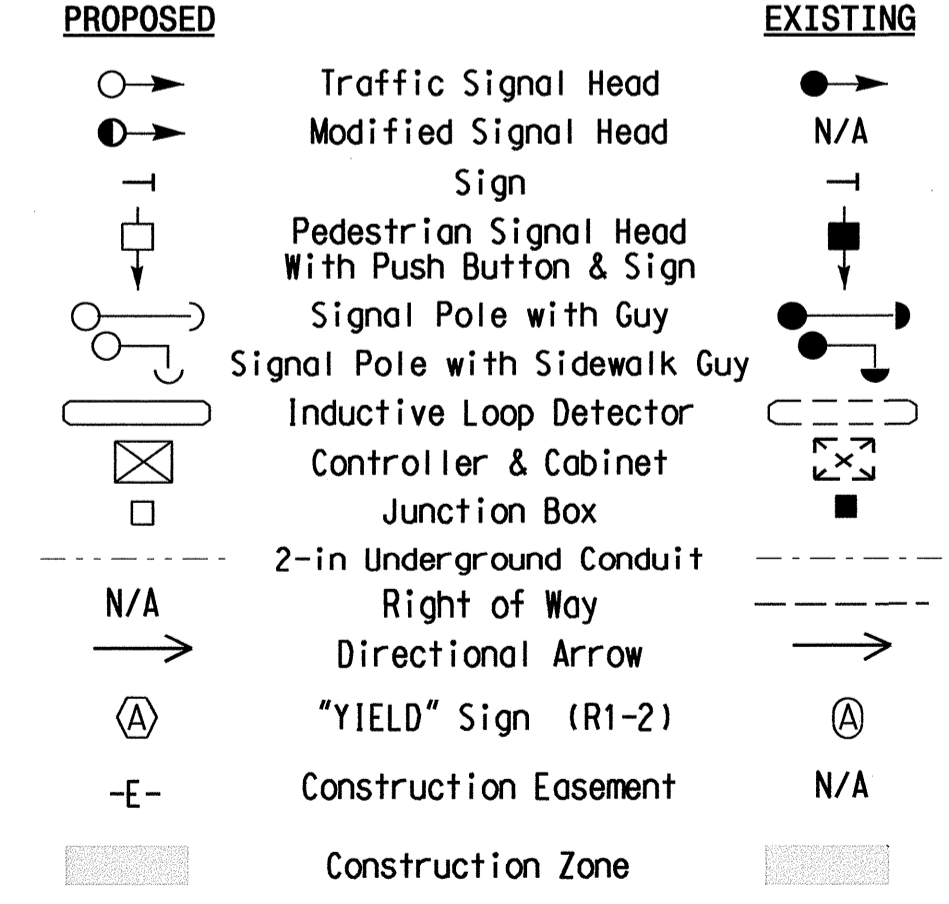 PROPOSED EXISTING
Traffic Signal Head
Modified Signal Head N/A
Sign
Pedestrian Signal Head
With Push Button & Sign
Signal Pole with Guy
Signal Pole with Sidewalk Guy
Inductive Loop Detector
Controller & Cabinet
Junction Box
2-in Underground Conduit
N/A Right of Way
Directional Arrow
A "YIELD" Sign (R1-2) A
-E- Construction Easement N/A
Construction Zone